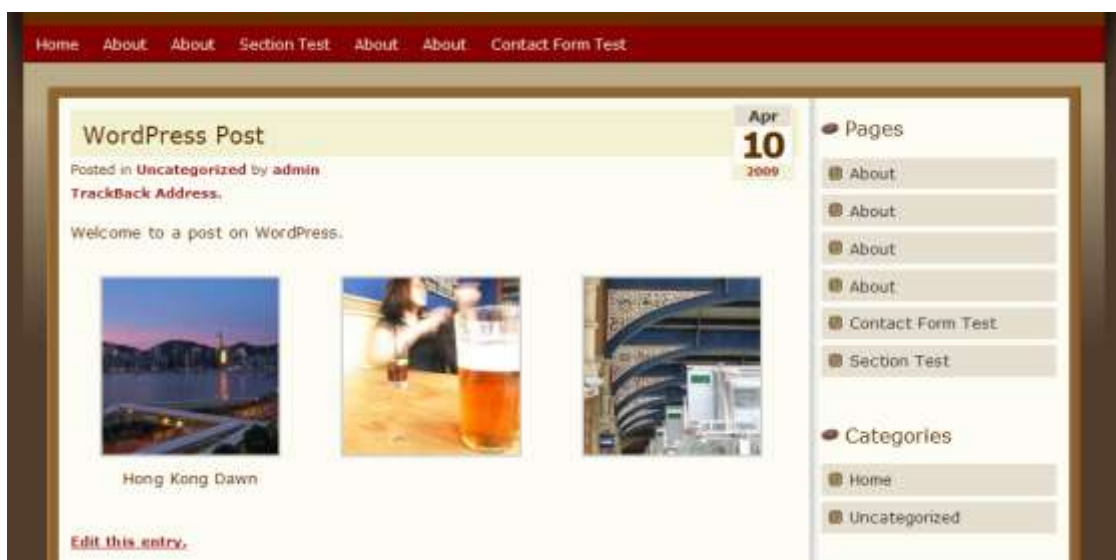 Home About About Section Test About About Contact Form Test
WordPress Post
Apr
10
2009
Posted in Uncategorized by admin
TrackBack Address.
Welcome to a post on WordPress.
Hong Kong Dawn
Edit this entry.
Pages
About
About
About
About
Contact Form Test
Section Test
Categories
Home
Uncategorized